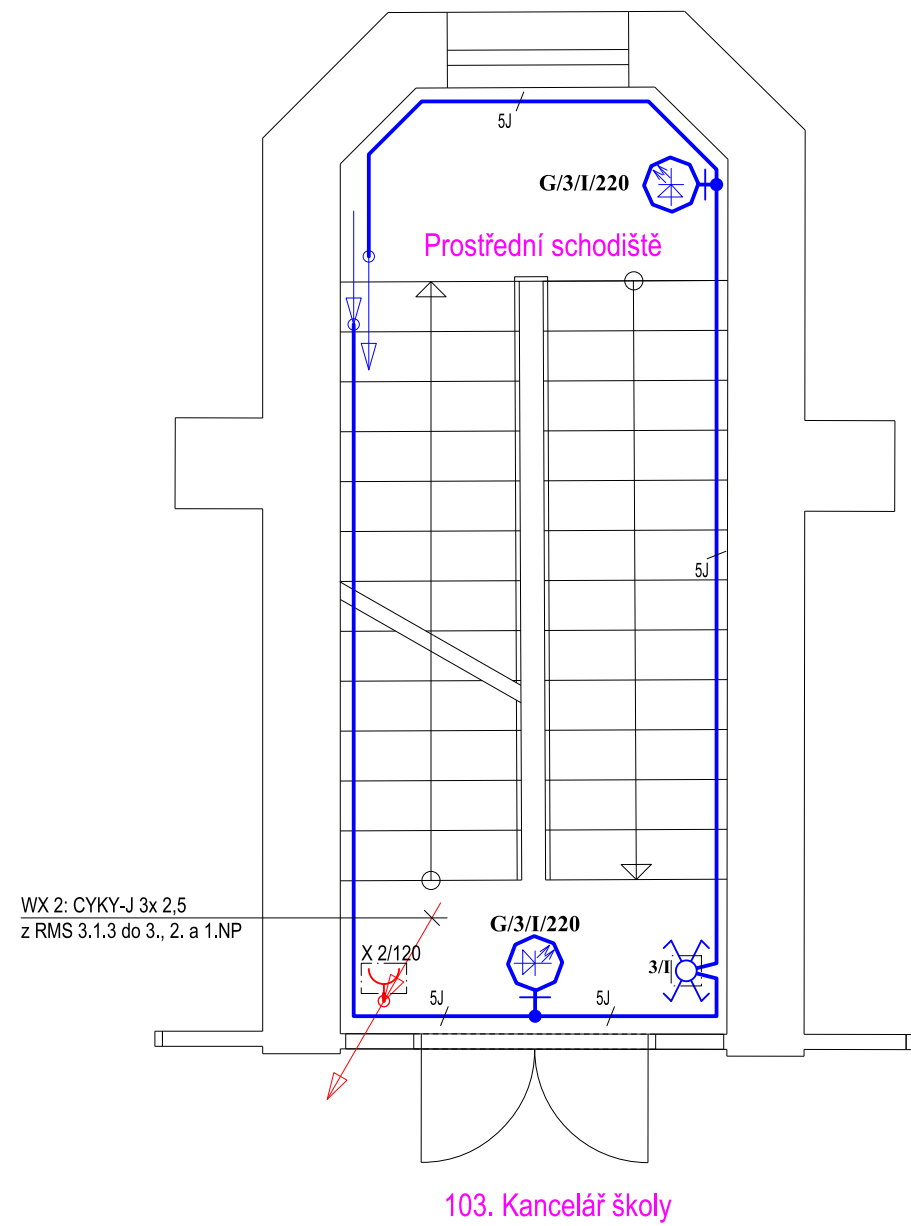 5J
G/3/I/220
Prostřední schodiště
5J
WX 2: CYKY-J 3x 2,5
z RMS 3.1.3 do 3., 2. a 1.NP
G/3/I/220
X 2/120
3/I
5J
5J
103. Kancelář školy